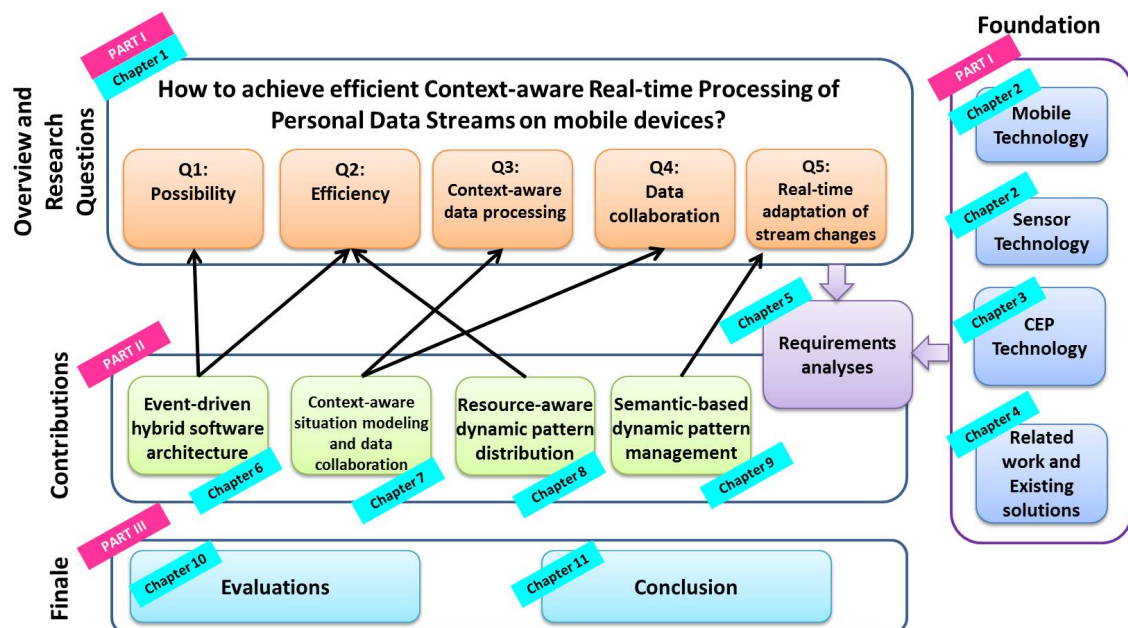 PART I
Chapter 1
Overview and
Research
Questions
How to achieve efficient Context-aware Real-time Processing of
Personal Data Streams on mobile devices?
Q1:
Possibility
Q2:
Efficiency
Q3:
Context-aware
data processing
Q4:
Data
collaboration
Q5:
Real-time
adaptation of
stream changes
Foundation
PART I
Chapter 2
Mobile
Technology
Chapter 2
Sensor
Technology
Chapter 3
CEP
Technology
Chapter 4
Related
work and
Existing
solutions
Chapter 5
Requirements
analyses
PART II
Contributions
Event-driven
hybrid software
architecture
Chapter 6
Context-aware
situation modeling
and data
collaboration
Chapter 7
Resource-aware
dynamic pattern
distribution
Chapter 8
Semantic-based
dynamic pattern
management
Chapter 9
PART III
Finale
Chapter 10
Evaluations
Chapter 11
Conclusion